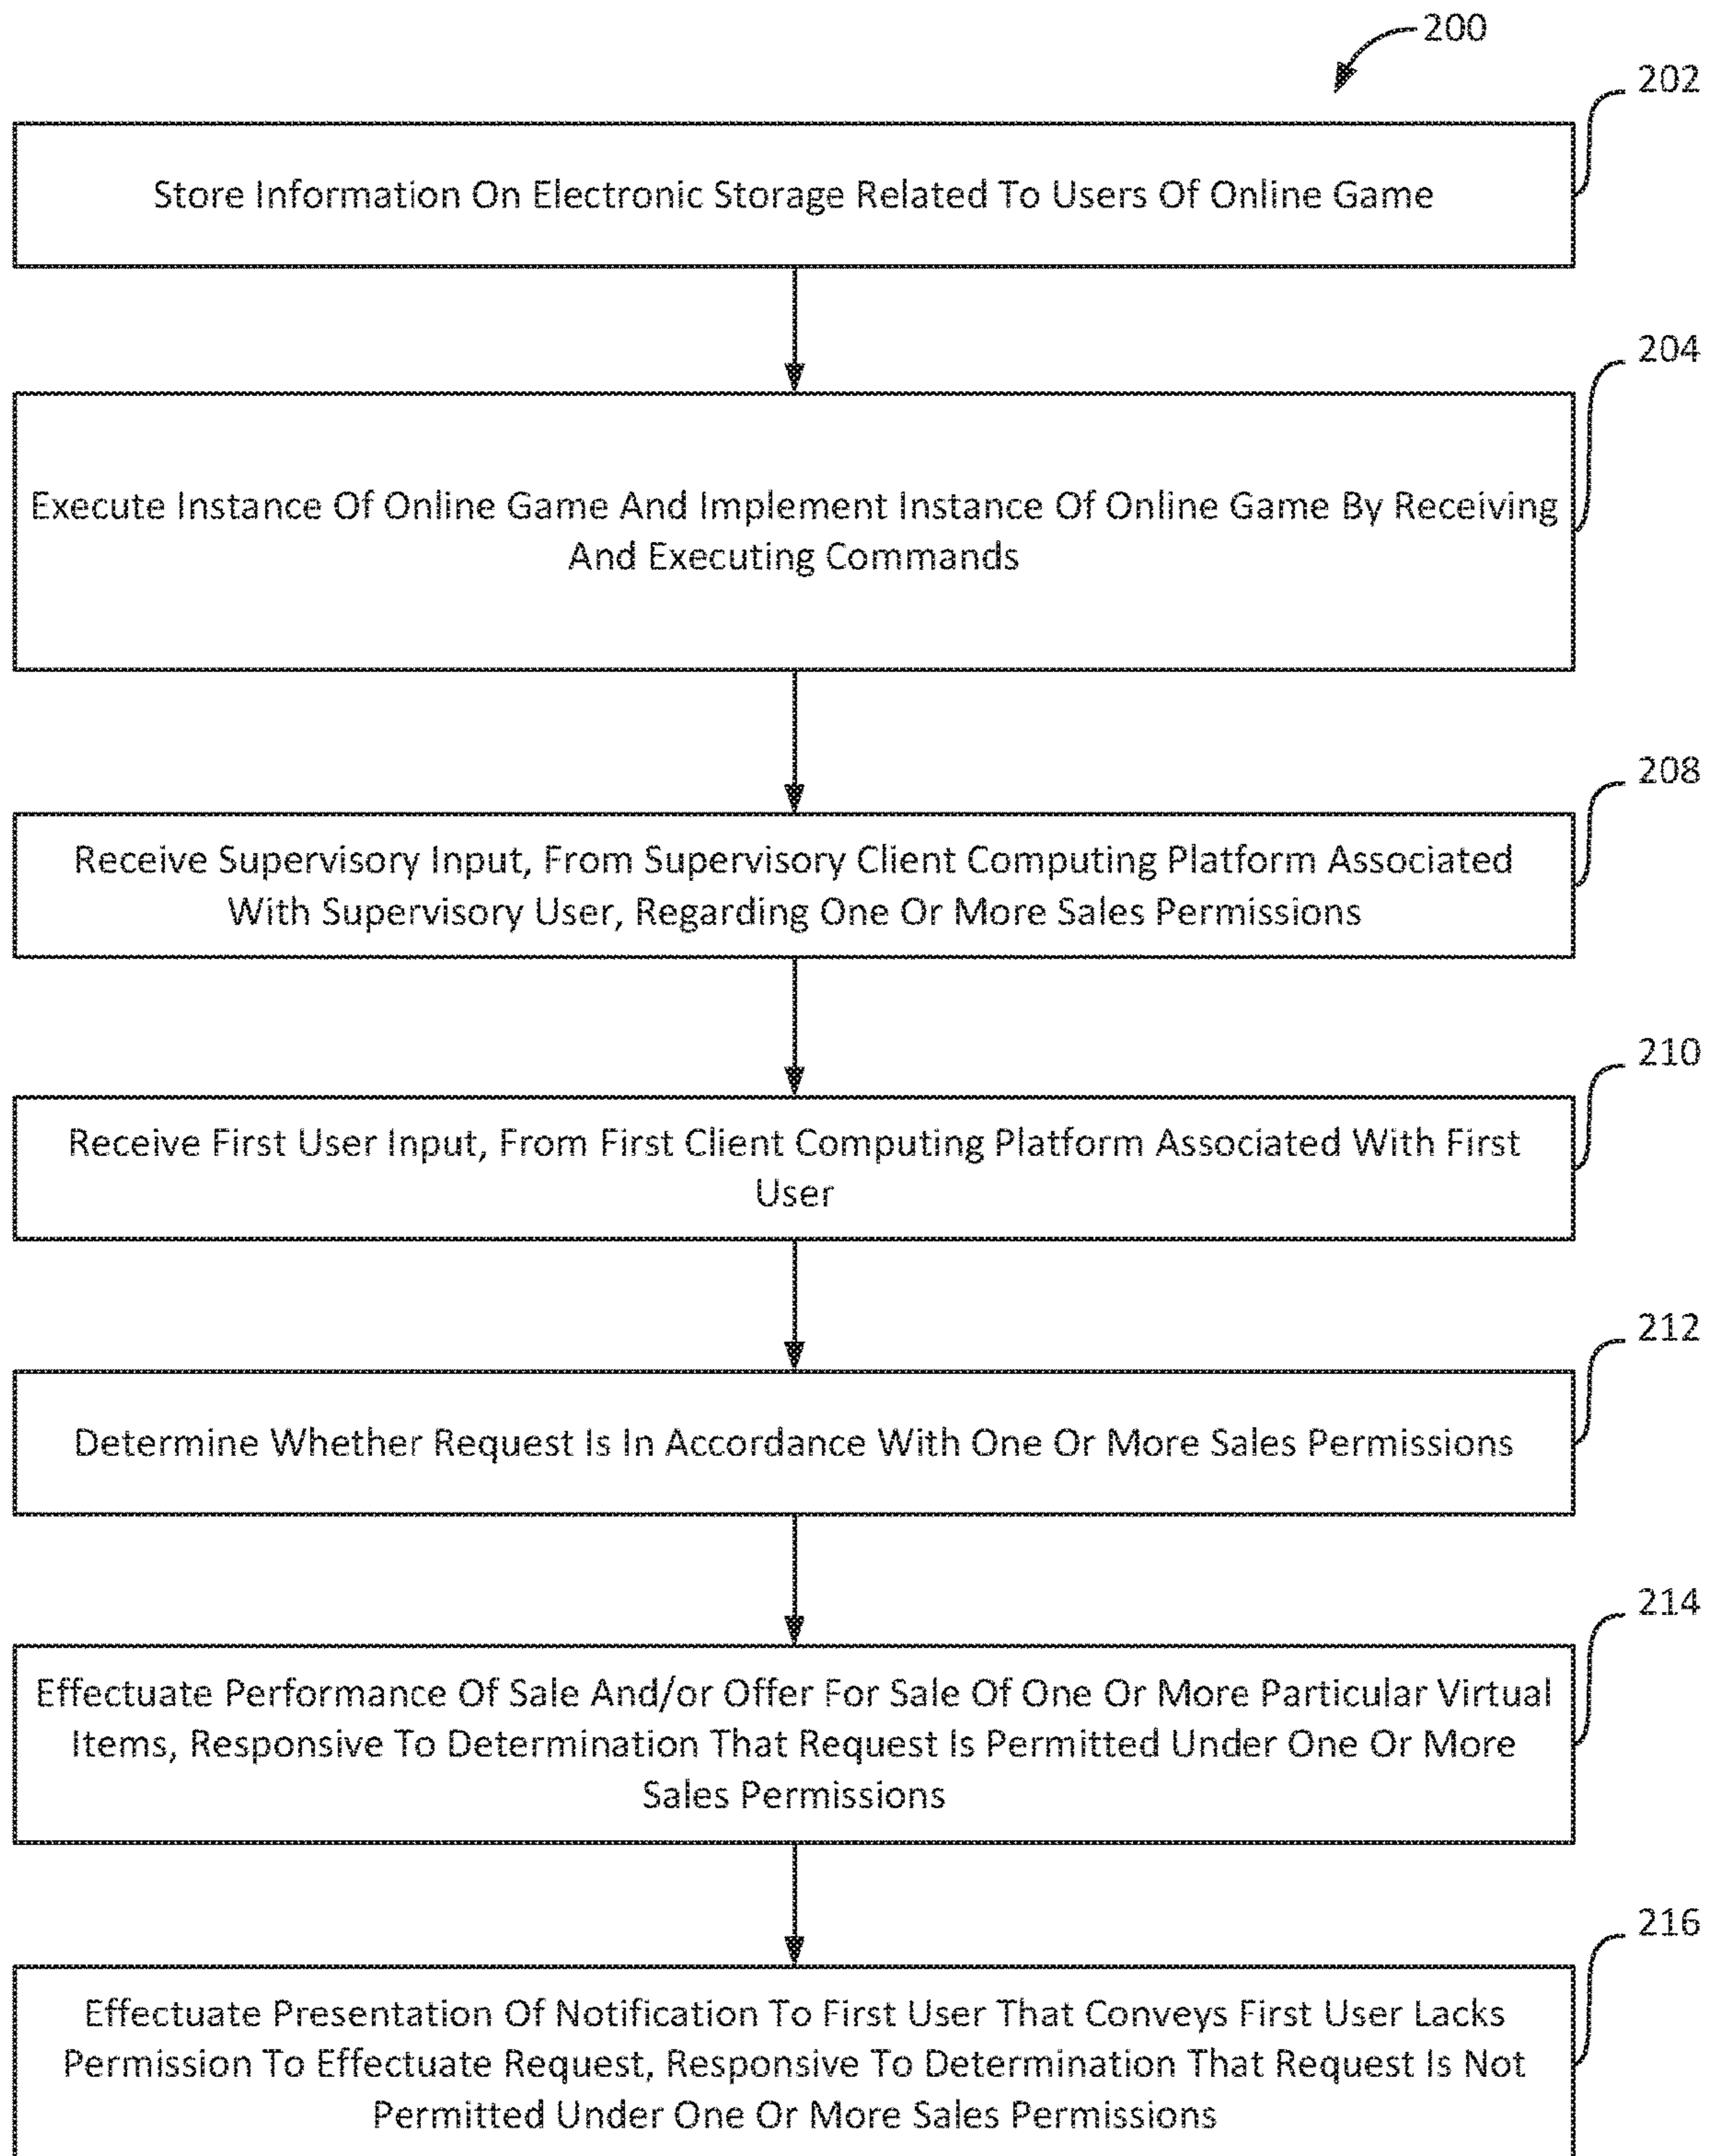 200
202
Store Information On Electronic Storage Related To Users Of Online Game
204
Execute Instance Of Online Game And Implement Instance Of Online Game By Receiving
And Executing Commands
208
Receive Supervisory Input, From Supervisory Client Computing Platform Associated
With Supervisory User, Regarding One Or More Sales Permissions
210
Receive First User Input, From First Client Computing Platform Associated With First
User
212
Determine Whether Request Is In Accordance With One Or More Sales Permissions
214
Effectuate Performance Of Sale And/or Offer For Sale Of One Or More Particular Virtual
Items, Responsive To Determination That Request Is Permitted Under One Or More
Sales Permissions
216
Effectuate Presentation Of Notification To First User That Conveys First User Lacks
Permission To Effectuate Request, Responsive To Determination That Request Is Not
Permitted Under One Or More Sales Permissions